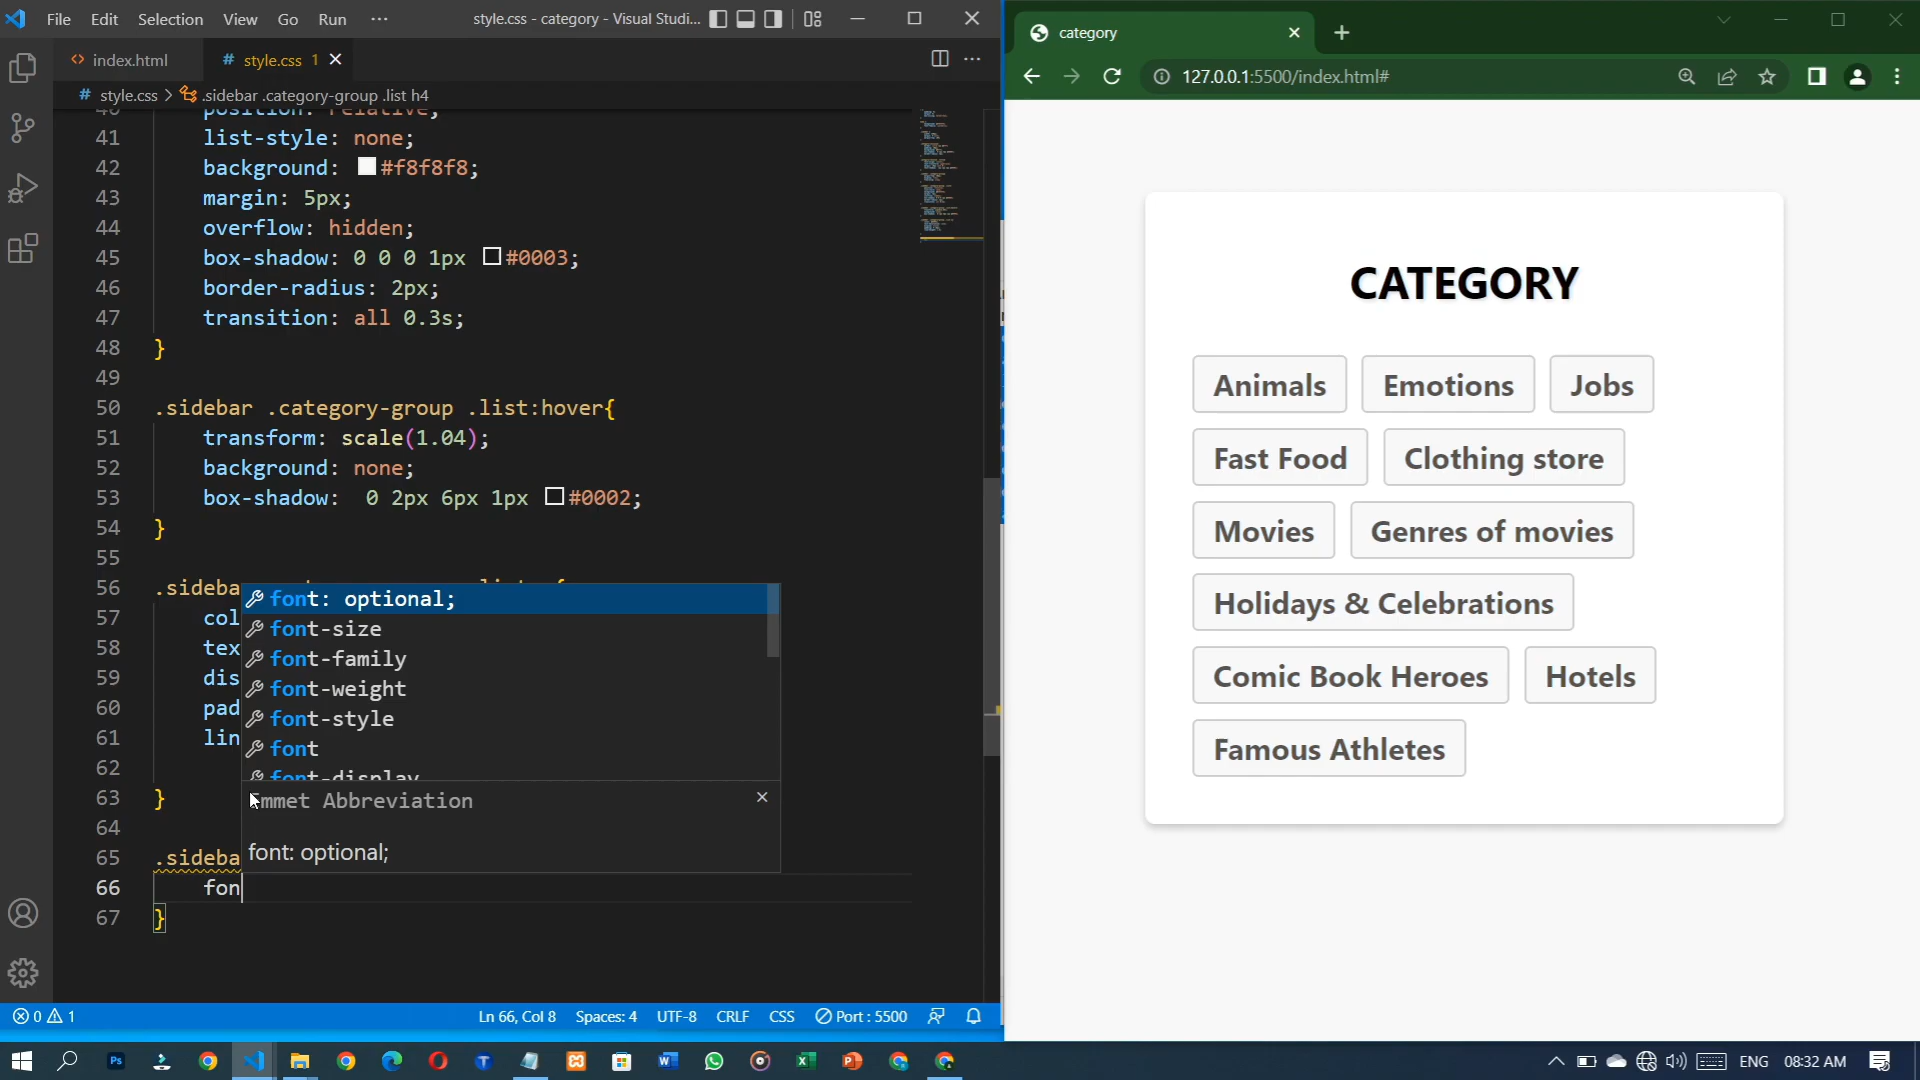 File Edit Selection View Go Run ··· style.css - category - Visual Studi...
index.html # style.css 1
# style.css > .sidebar .category-group .list h4
40 position: relative;
41 list-style: none;
42 background: #f8f8f8;
43 margin: 5px;
44 overflow: hidden;
45 box-shadow: 0 0 0 1px #0003;
46 border-radius: 2px;
47 transition: all 0.3s;
48 }
49
50 .sidebar .category-group .list:hover{
51 transform: scale(1.04);
52 background: none;
53 box-shadow: 0 2px 6px 1px #0002;
54 }
55
56 .sideba
57 col
58 tex
59 dis
60 pad
61 lin
62
63 }
64
65 .sideba
66 fon
67 }
font: optional;
font-size
font-family
font-weight
font-style
font
font-display
Emmet Abbreviation
font: optional;
0 1 Ln 66, Col 8 Spaces: 4 UTF-8 CRLF CSS Port : 5500
category
127.0.0.1:5500/index.html#
CATEGORY
Animals Emotions Jobs
Fast Food Clothing store
Movies Genres of movies
Holidays & Celebrations
Comic Book Heroes Hotels
Famous Athletes
ENG 08:32 AM